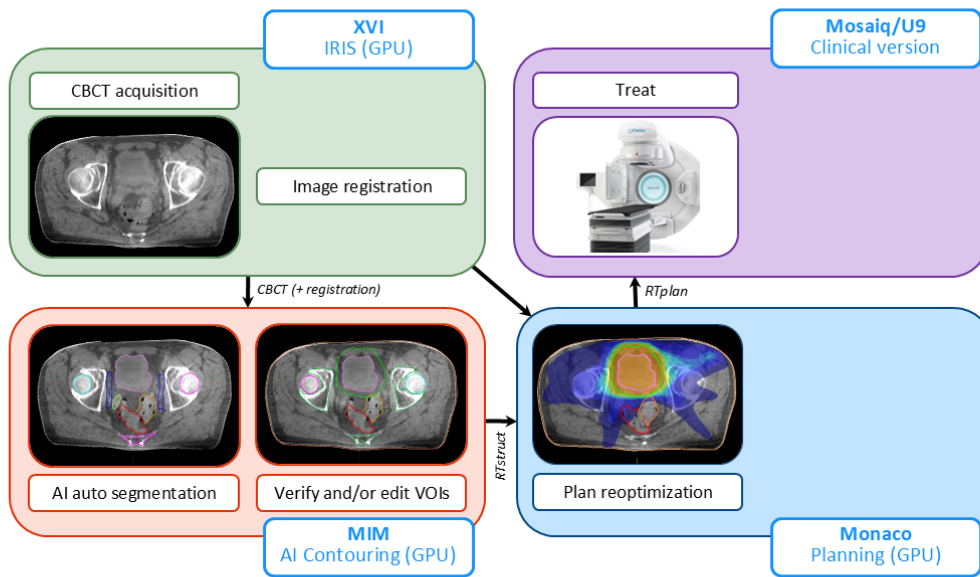 XVI
IRIS (GPU)
CBCT acquisition
Image registration
Mosaiq/U9
Clinical version
Treat
CBCT (+ registration)
RTplan
AI auto segmentation
Verify and/or edit VOIs
MIM
AI Contouring (GPU)
RTstruct
Plan reoptimization
Monaco
Planning (GPU)